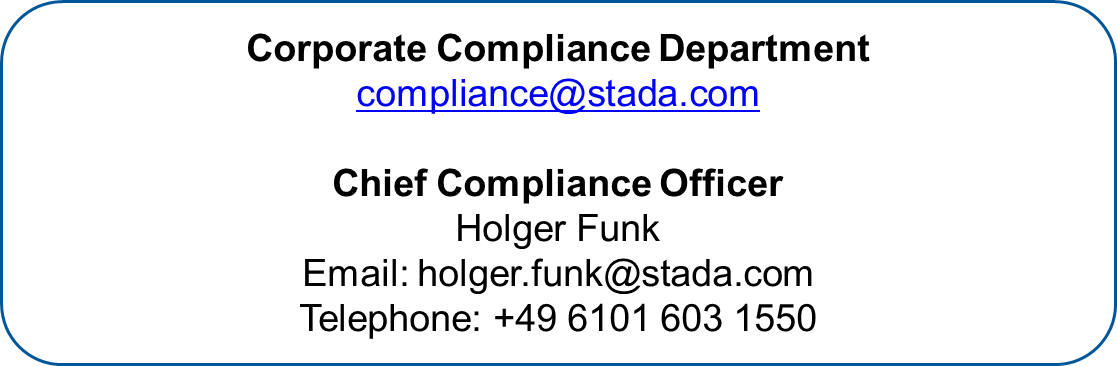 Corporate Compliance Department
compliance@stada.com
Chief Compliance Officer
Holger Funk
Email: holger.funk@stada.com
Telephone: +49 6101 603 1550